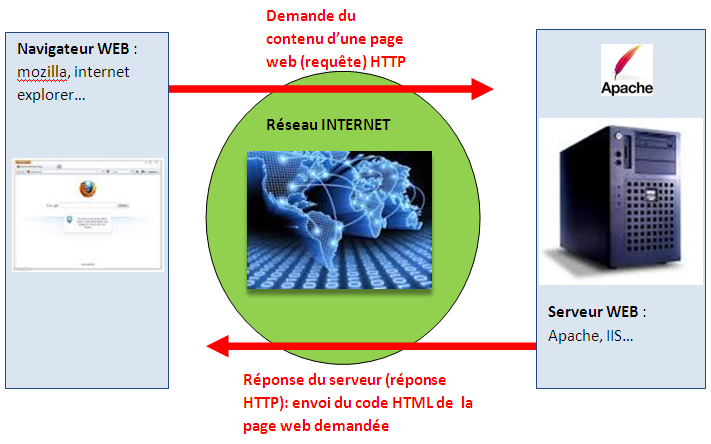 Navigateur WEB :
mozilla, internet
explorer…
Demande du
contenu d’une page
web (requête) HTTP
Réseau INTERNET
Apache
Serveur WEB :
Apache, IIS…
Réponse du serveur (réponse
HTTP): envoi du code HTML de  la
page web demandée